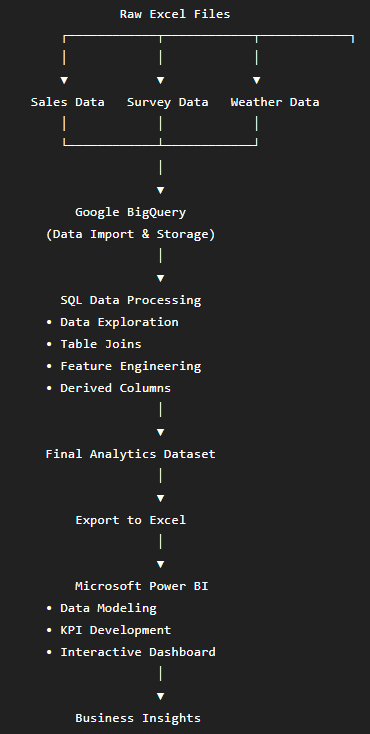 Raw Excel Files
Sales Data Survey Data Weather Data
Google BigQuery
(Data Import & Storage)
SQL Data Processing
• Data Exploration
• Table Joins
• Feature Engineering
• Derived Columns
Final Analytics Dataset
Export to Excel
Microsoft Power BI
• Data Modeling
• KPI Development
• Interactive Dashboard
Business Insights